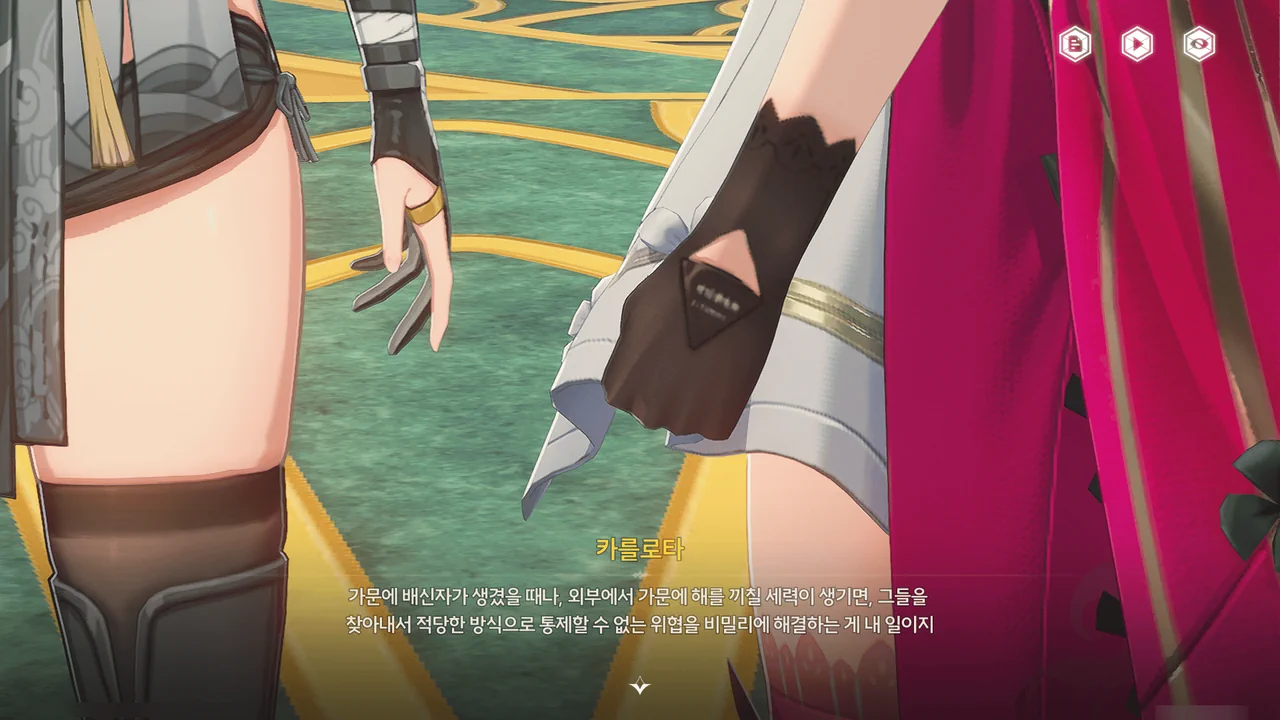 카를로타
가문에 배신자가 생겼을 때나, 외부에서 가문에 해를 끼칠 세력이 생기면, 그들을
찾아내서 적당한 방식으로 통제할 수 없는 위협을 비밀리에 해결하는 게 내 일이지